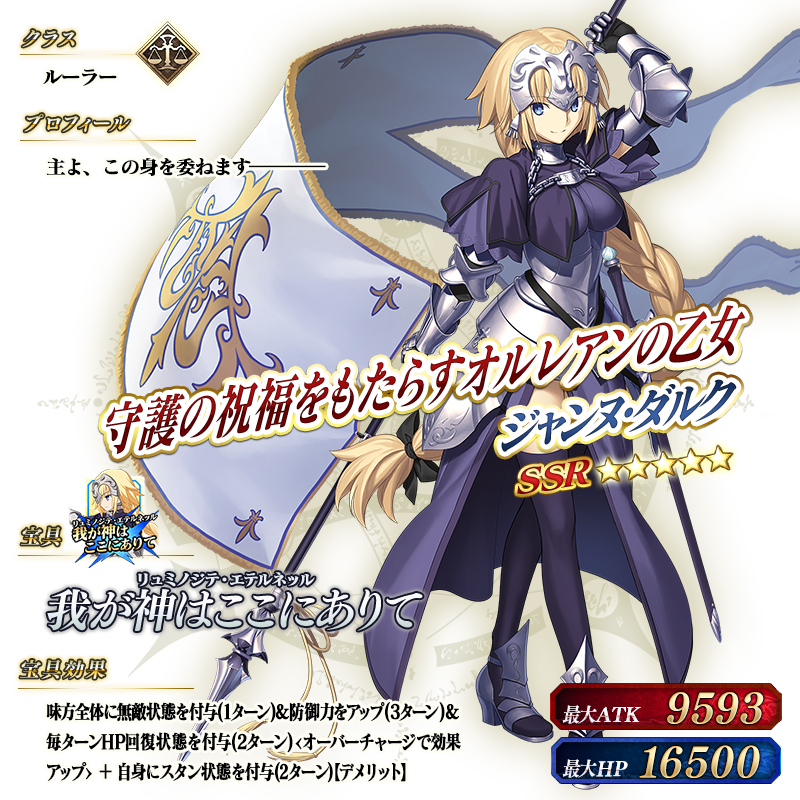 クラス
ルーラー
プロフィール
主よ、この身を委ねます────
守護の祝福をもたらすオルレアンの乙女
ジャンヌ・ダルク
SSR ☆☆☆☆☆
宝具
リュミノジテ・エテルネッル
我が神は
ここにありて
リュミノジテ・エテルネッル
我が神はここにありて
宝具効果
味方全体に無敵状態を付与(1ターン)&防御力をアップ(3ターン)&
毎ターンHP回復状態を付与(2ターン)<オーバーチャージで効果
アップ> + 自身にスタン状態を付与(2ターン)【デメリット】
最大ATK 9593
最大HP 16500